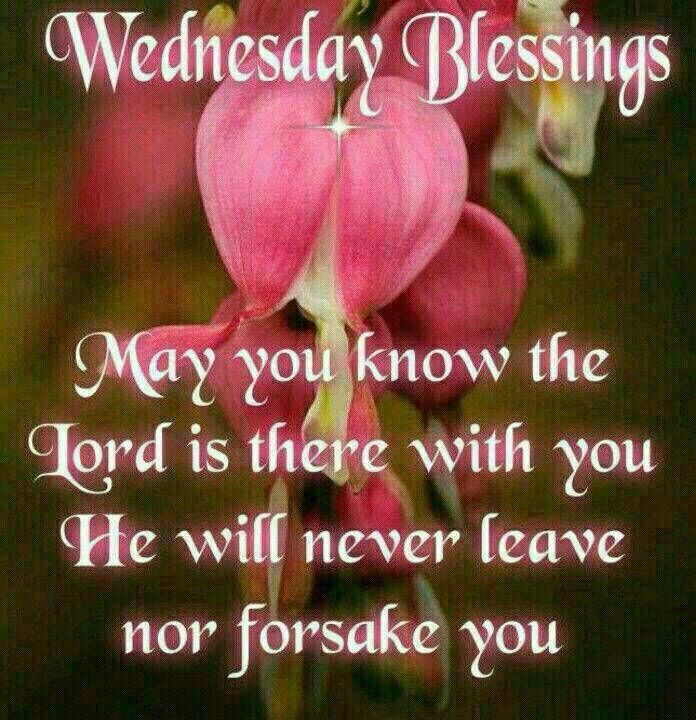 Wednesday Blessings
May you know the
Lord is there with you
He will never leave
nor forsake you